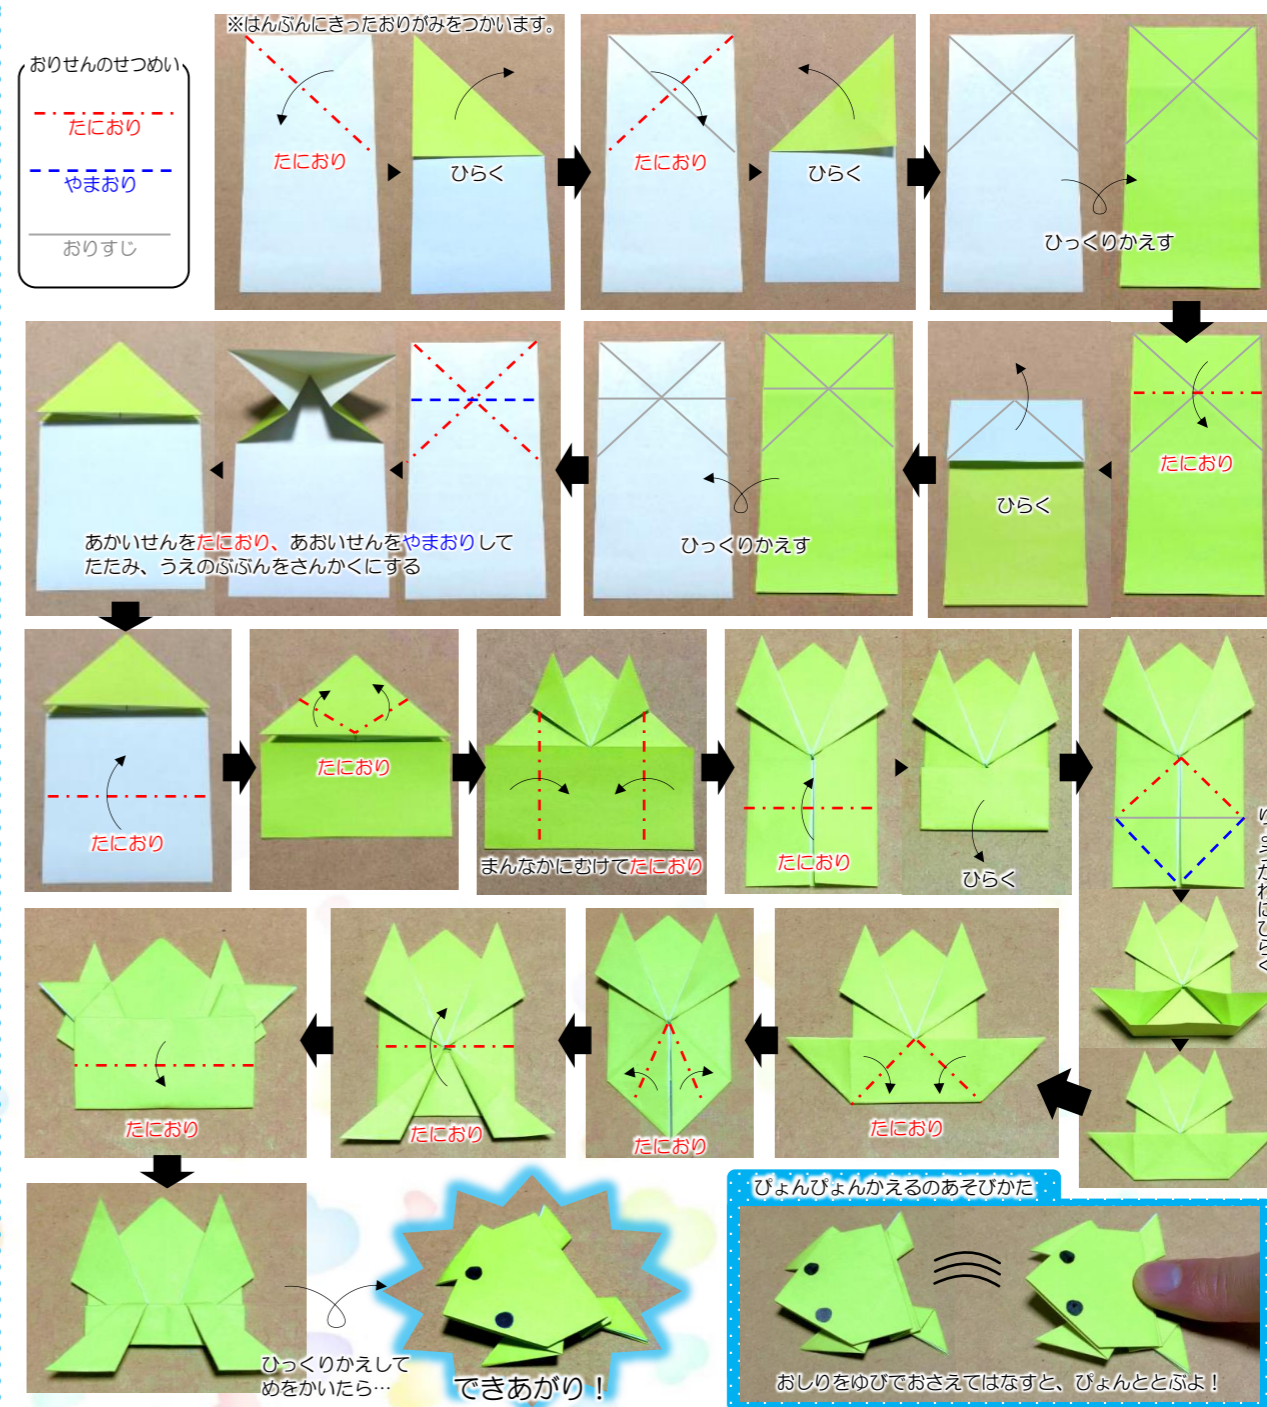 ※はんぶんにきったおりがみをつかいます。
おりせんのせつめい
たにおり
やまおり
おりすじ
たにおり
ひらく
たにおり
ひらく
ひっくりかえす
たにおり
ひらく
ひっくりかえす
あかいせんをたにおり、あおいせんをやまおりして
たたみ、うえのぶぶんをさんかくにする
たにおり
たにおり
まんなかにむけてたにおり
たにおり
ひらく
りょうがわにひらく
たにおり
たにおり
たにおり
たにおり
ひっくりかえして
めをかいたら…
できあがり！
ぴょんぴょんかえるのあそびかた
おしりをゆびでおさえてはなすと、ぴょんととぶよ！